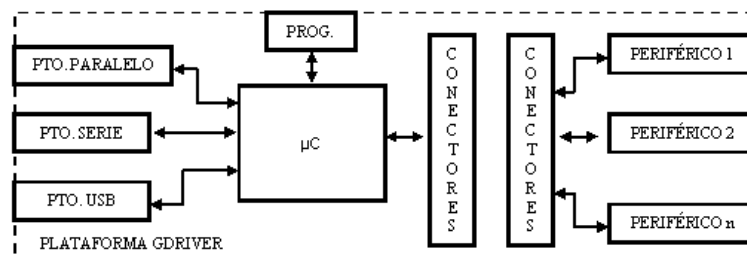 PROG.
PTO.PARALELO
PTO. SERIE
PTO. USB
µC
CONECTORES
CONECTORES
PERIFÉRICO 1
PERIFÉRICO 2
PERIFÉRICO n
PLATAFORMA GDRIVER